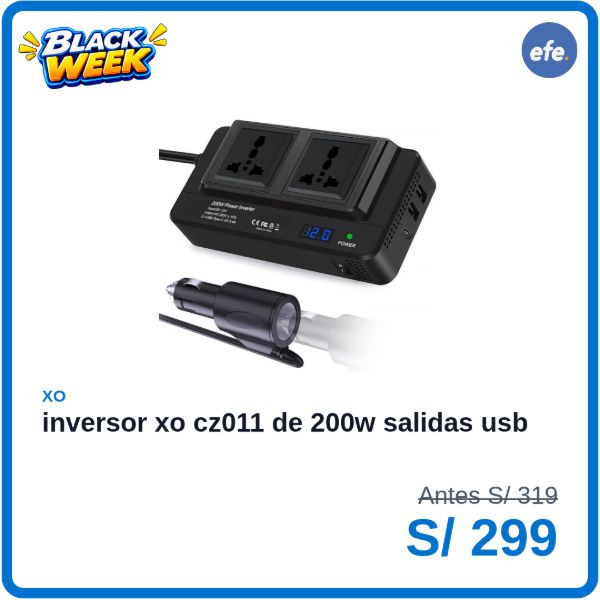 BLACK
WEEK
efe.
200W Power Inverter
12.0
POWER
XO
inversor xo cz011 de 200w salidas usb
Antes S/ 319
S/ 299